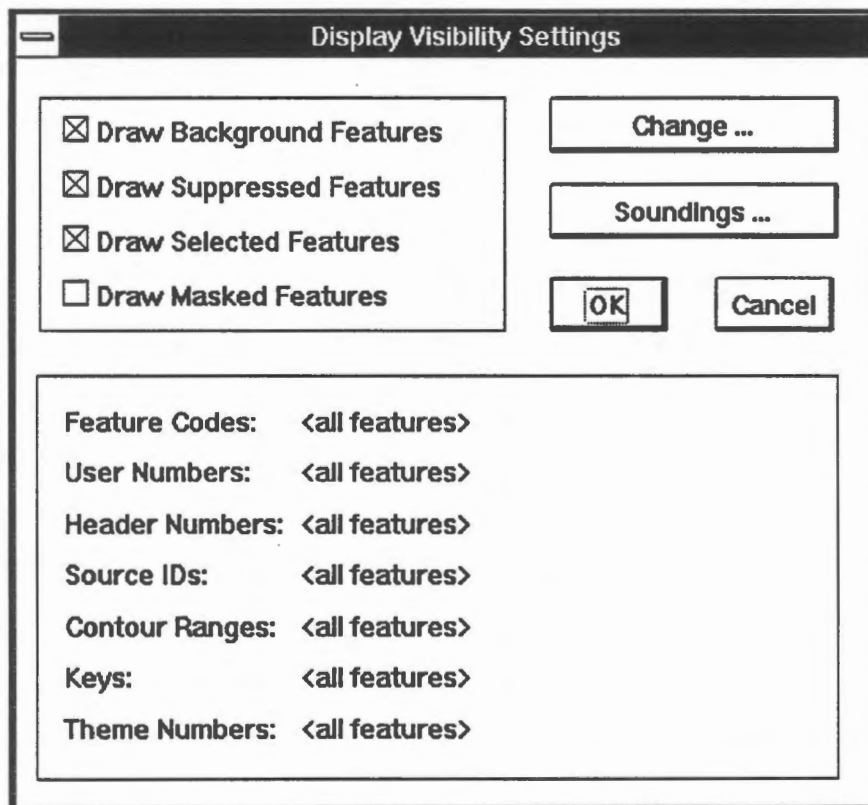 Display Visibility Settings
Draw Background Features
Draw Suppressed Features
Draw Selected Features
Draw Masked Features
Change ...
Soundings ...
OK
Cancel
Feature Codes: <all features>
User Numbers: <all features>
Header Numbers: <all features>
Source IDs: <all features>
Contour Ranges: <all features>
Keys: <all features>
Theme Numbers: <all features>